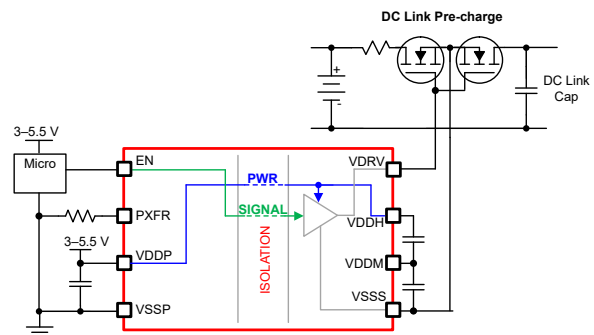 DC Link Pre-charge
+
-
DC Link
Cap
3–5.5 V
Micro
EN
PWR
VDRV
PXFR
SIGNAL
VDDH
3–5.5 V
VDDP
ISOLATION
VDDM
VSSP
VSSS